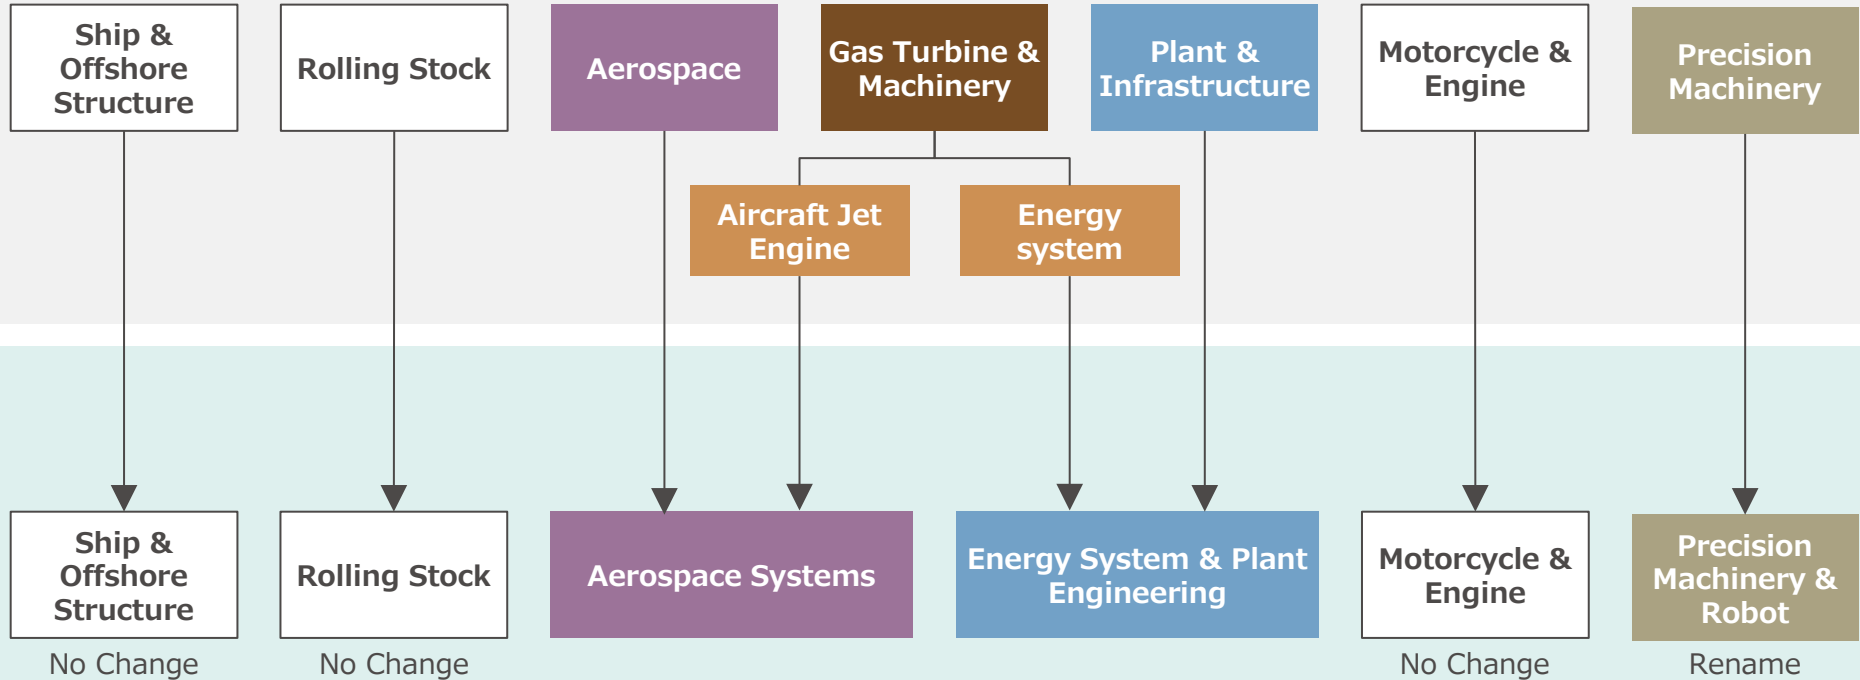 Ship &
Offshore
Structure
Rolling Stock
Aerospace
Gas Turbine &
Machinery
Plant &
Infrastructure
Motorcycle &
Engine
Precision
Machinery
Aircraft Jet
Engine
Energy
system
Ship &
Offshore
Structure
Rolling Stock
Aerospace Systems
Energy System & Plant
Engineering
Motorcycle &
Engine
Precision
Machinery &
Robot
No Change
No Change
No Change
Rename